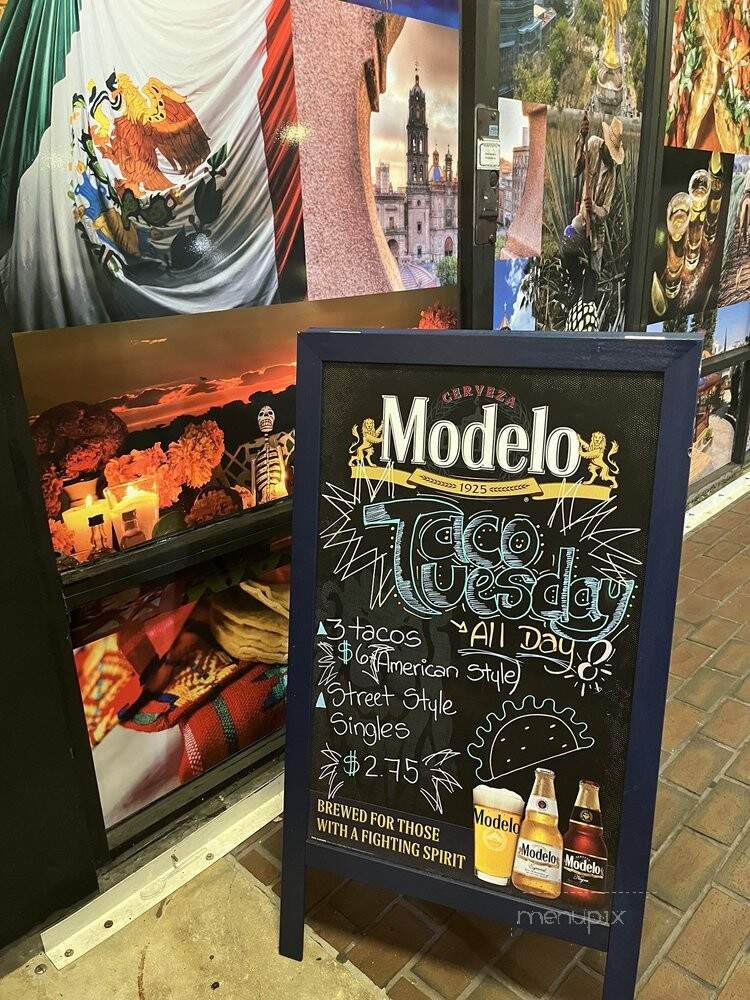 CERVEZA
Modelo
1925
Taco
Tuesday
All Day!
3 tacos
$6 (American Style)
Street Style
Singles
$2.75
BREWED FOR THOSE
WITH A FIGHTING SPIRIT
Modelo
Modelo
Modelo
menupix